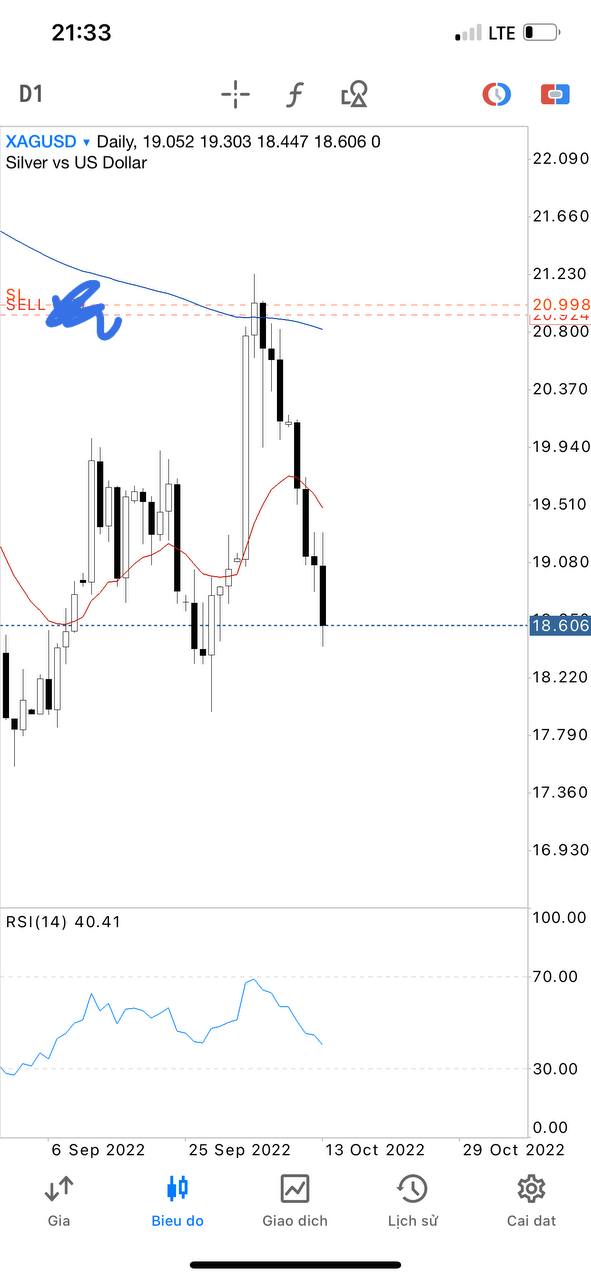 21:33
LTE
D1
f
XAGUSD ▾ Daily, 19.052 19.303 18.447 18.606 0
Silver vs US Dollar
22.090
21.660
21.230
SL
20.998
SELL
20.924
20.800
20.370
19.940
19.510
19.080
18.606
18.220
17.790
17.360
16.930
RSI(14) 40.41
100.00
70.00
30.00
0.00
6 Sep 2022 25 Sep 2022 13 Oct 2022 29 Oct 2022
Gia Bieu do Giao dich Lịch sử Cai dat